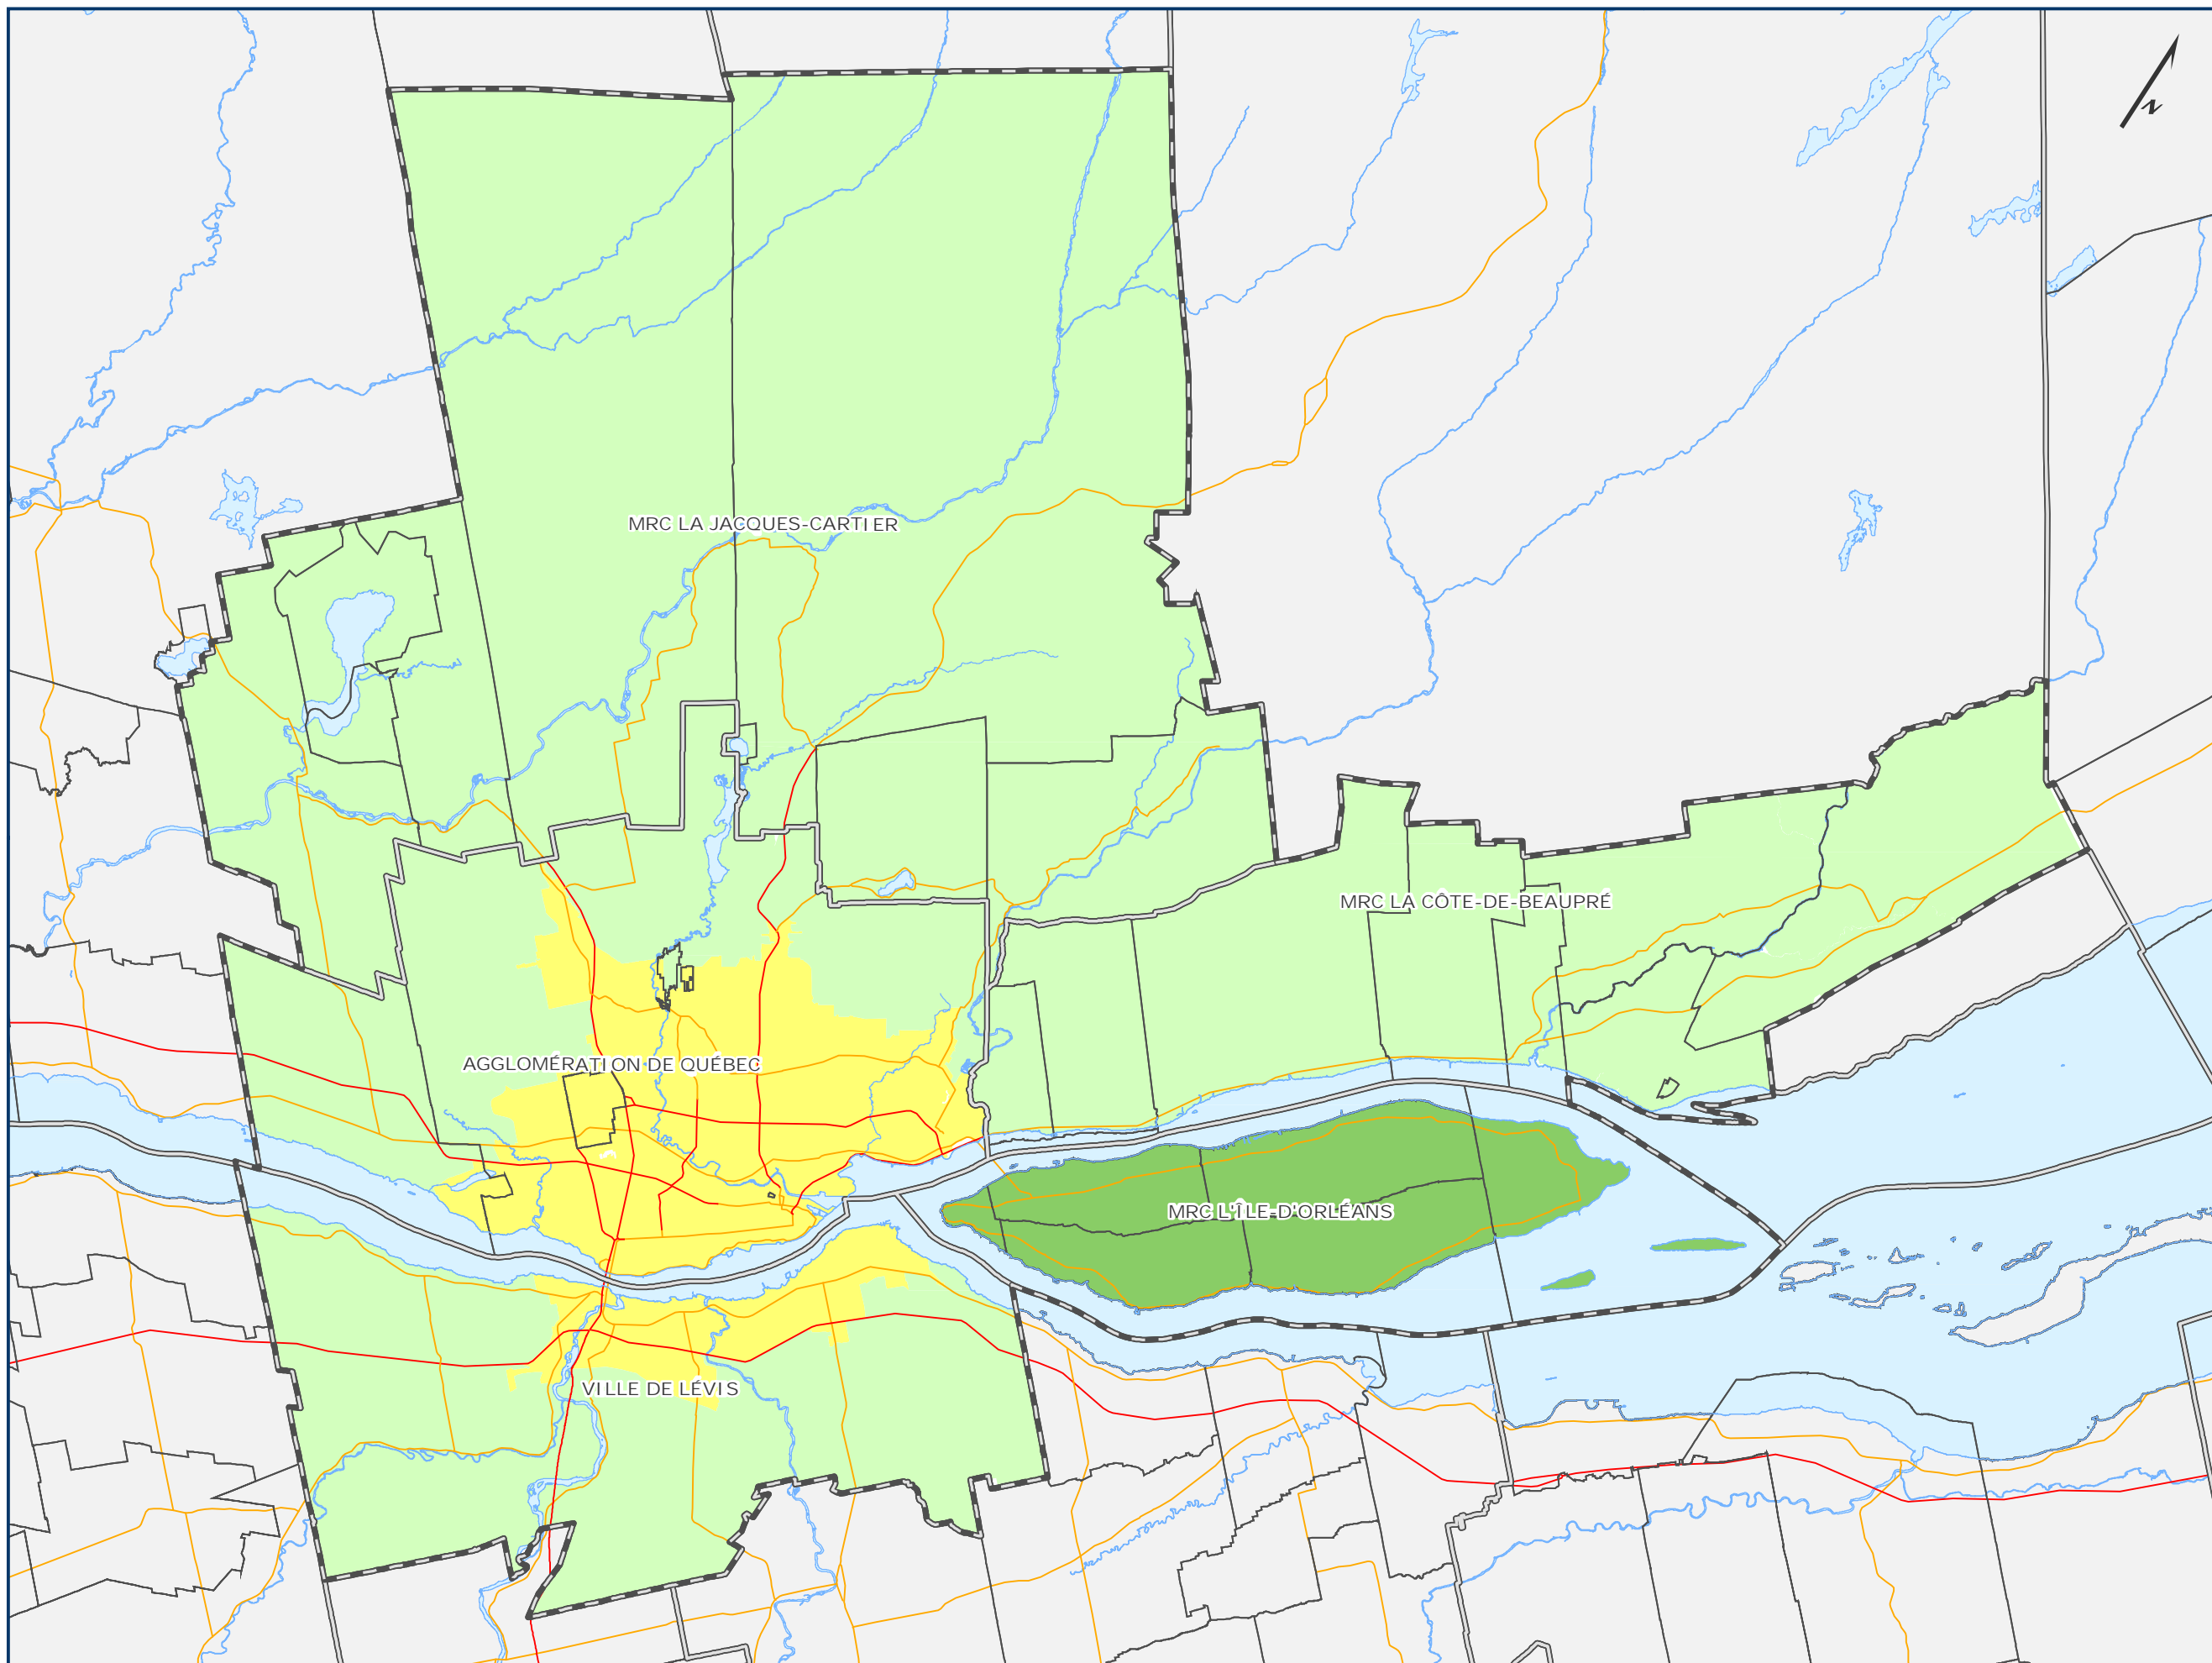 N
MRC LA JACQUES-CARTIER
MRC LA CÔTE-DE-BEAUPRÉ
AGGLOMÉRATION DE QUÉBEC
MRC L'ÎLE-D'ORLÉANS
VILLE DE LÉVIS